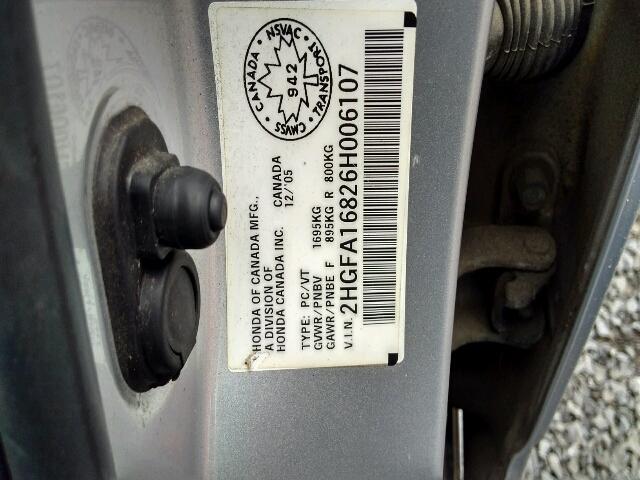 HONDA OF CANADA MFG.,
A DIVISION OF
HONDA CANADA INC. CANADA
12/'05
TYPE: PC/VT
GVWR/PNBV 1695KG
GAWR/PNBE F 895KG R 800KG
V.I.N. 2HGFA16826H006107
CANADA • NSVAC • TRANSPORT • CMVSS
942